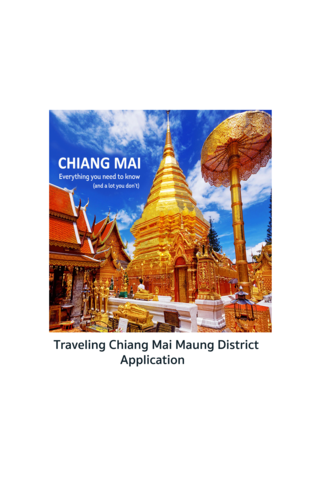 CHIANG MAI
Everything you need to know
(and a lot you don't)
Traveling Chiang Mai Maung District
Application